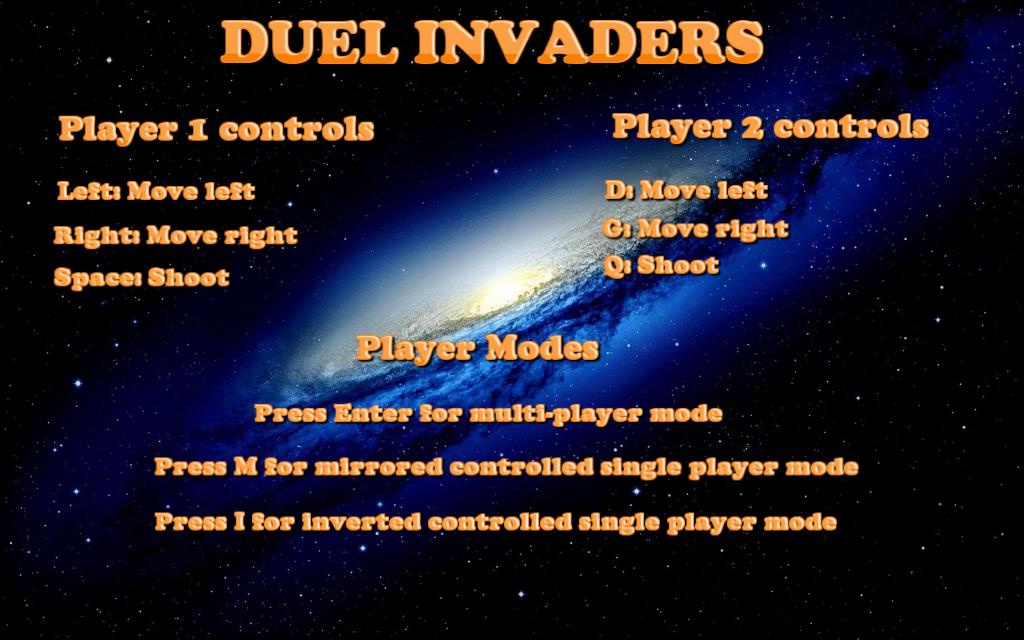 DUEL INVADERS
Player 1 controls
Left: Move left
Right: Move right
Space: Shoot
Player 2 controls
D: Move left
G: Move right
Q: Shoot
Player Modes
Press Enter for multi-player mode
Press M for mirrored controlled single player mode
Press I for inverted controlled single player mode